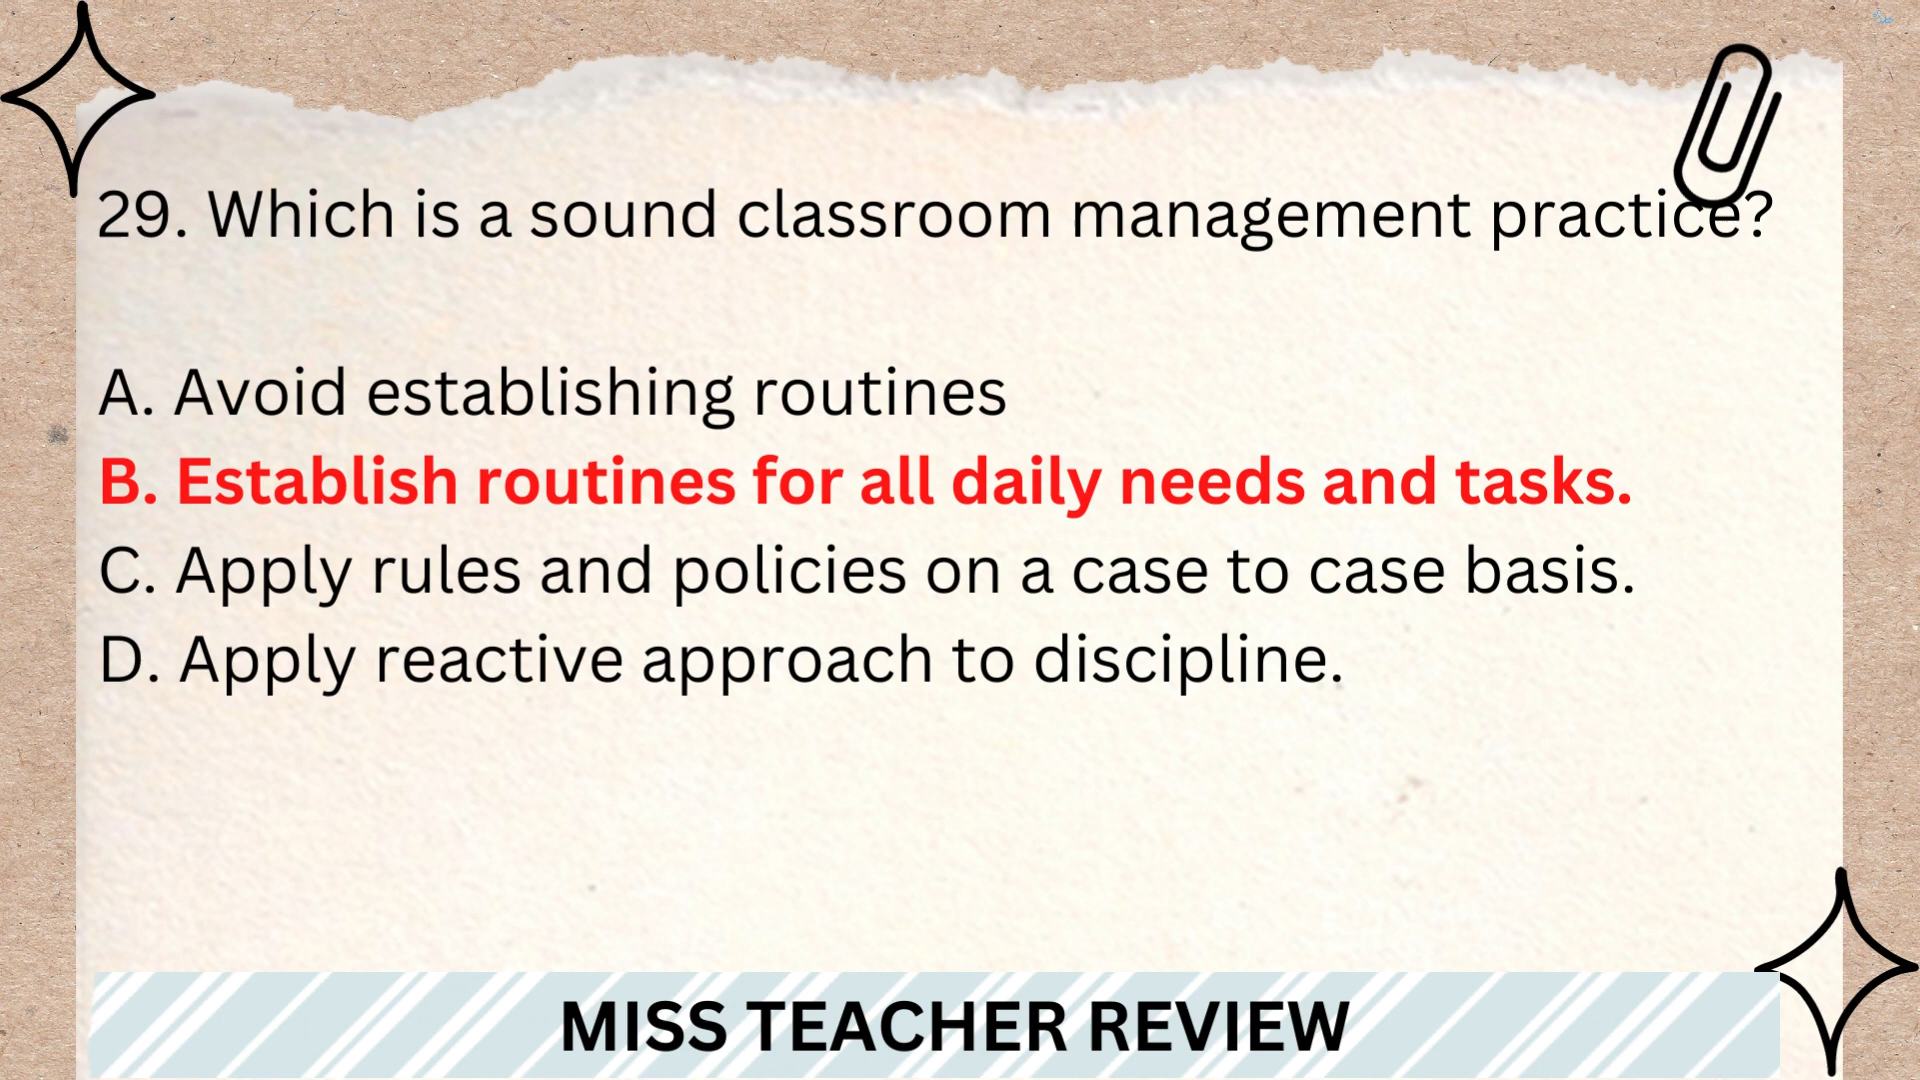 29. Which is a sound classroom management practice?
A. Avoid establishing routines
B. Establish routines for all daily needs and tasks.
C. Apply rules and policies on a case to case basis.
D. Apply reactive approach to discipline.
MISS TEACHER REVIEW